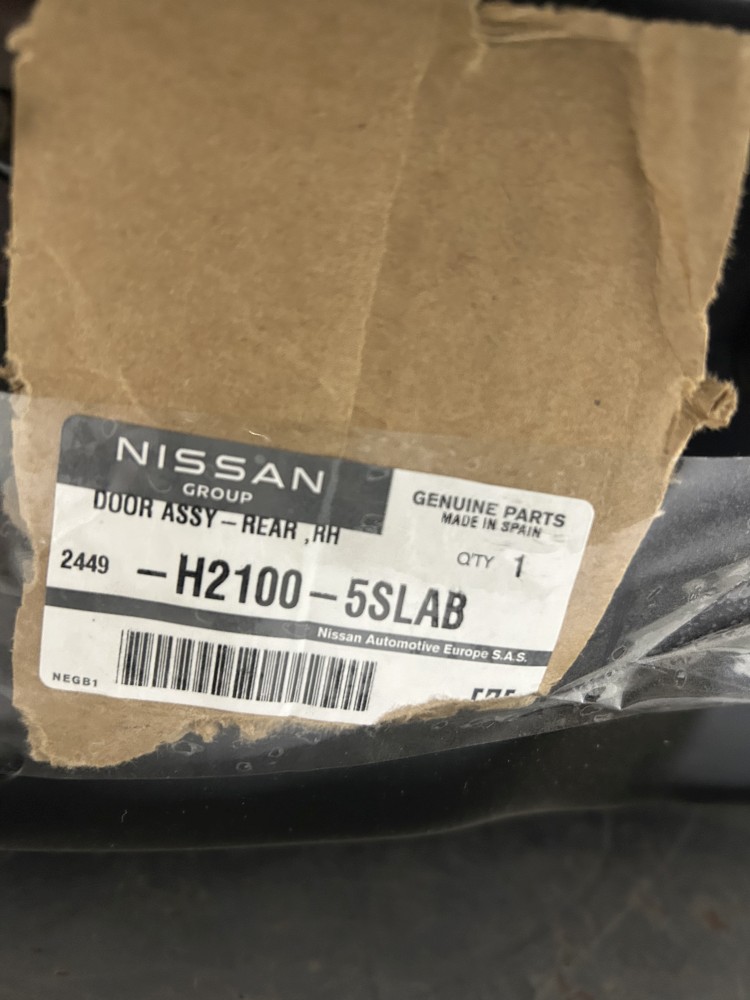 NISSAN
GROUP
GENUINE PARTS
MADE IN SPAIN
DOOR ASSY-REAR ,RH
Q'TY 1
2449 -H2100-5SLAB
Nissan Automotive Europe S.A.S.
NEGB1